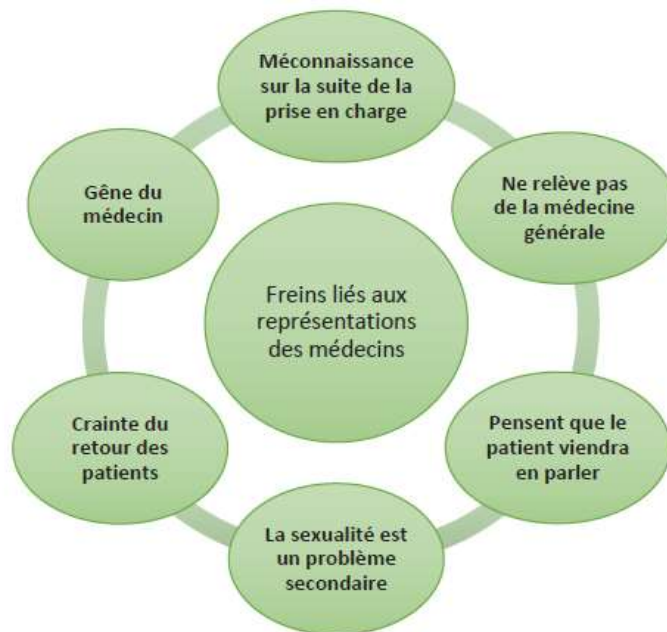 Méconnaissance
sur la suite de la
prise en charge
Ne relève pas
de la médecine
générale
Pensent que le
patient viendra
en parler
La sexualité est
un problème
secondaire
Crainte du
retour des
patients
Gêne du
médecin
Freins liés aux
représentations
des médecins